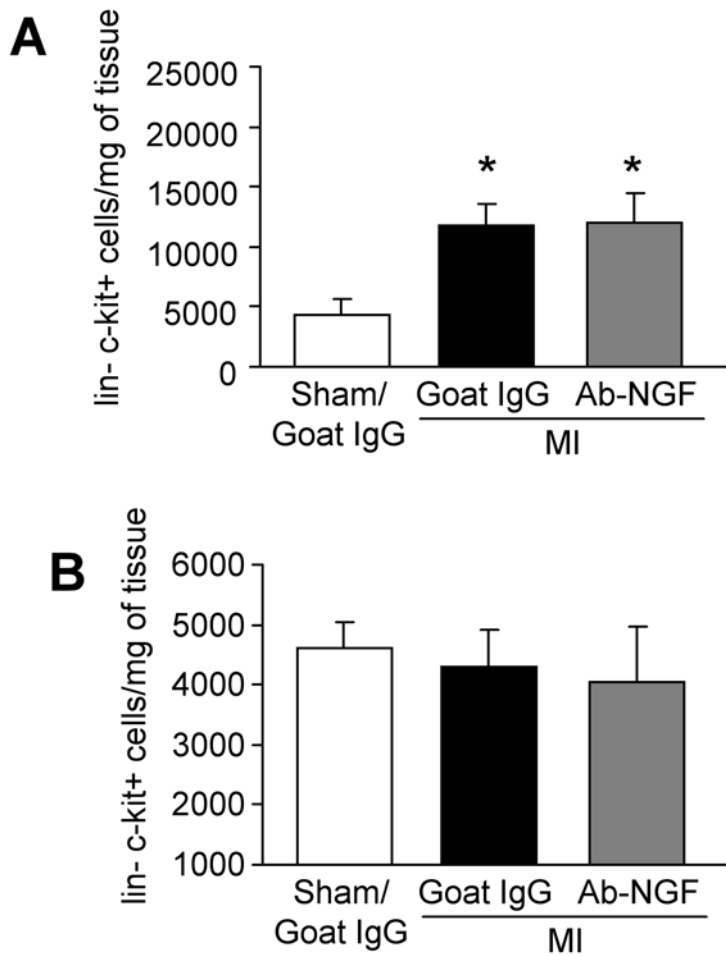 A
lin- c-kit+ cells/mg of tissue
25000
20000
15000
10000
5000
0
* *
Sham/ Goat IgG Ab-NGF
Goat IgG
MI
B
lin- c-kit+ cells/mg of tissue
6000
5000
4000
3000
2000
1000
Sham/ Goat IgG Ab-NGF
Goat IgG
MI